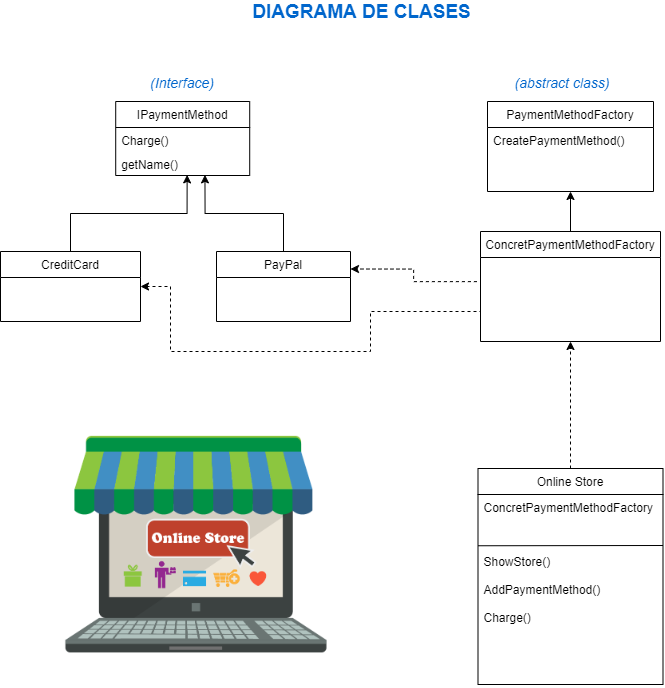 DIAGRAMA DE CLASES
(Interface)
IPaymentMethod
Charge()
getName()
(abstract class)
PaymentMethodFactory
CreatePaymentMethod()
CreditCard
PayPal
ConcretPaymentMethodFactory
Online Store
Online Store
ConcretPaymentMethodFactory
ShowStore()
AddPaymentMethod()
Charge()